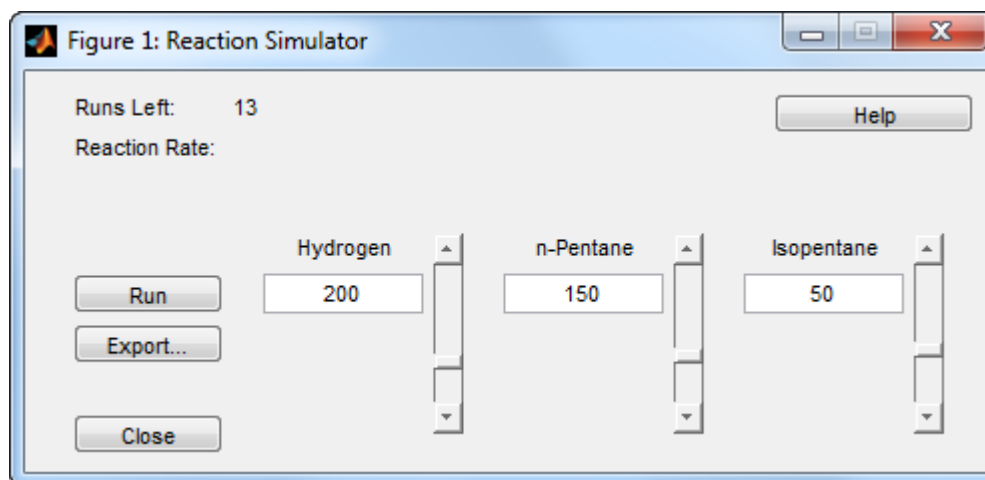 Figure 1: Reaction Simulator
Runs Left: 13
Help
Reaction Rate:
Hydrogen n-Pentane Isopentane
Run 200 150 50
Export...
Close